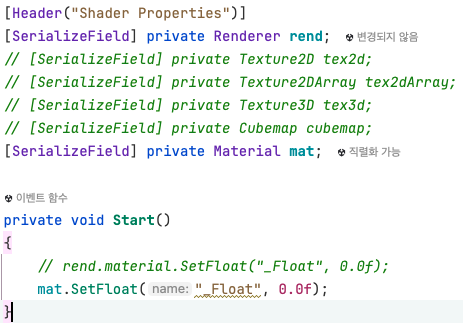 [Header("Shader Properties")]
[SerializeField] private Renderer rend; 변경되지 않음
// [SerializeField] private Texture2D tex2d;
// [SerializeField] private Texture2DArray tex2dArray;
// [SerializeField] private Texture3D tex3d;
// [SerializeField] private Cubemap cubemap;
[SerializeField] private Material mat; 직렬화 가능
이벤트 함수
private void Start()
{
// rend.material.SetFloat("_Float", 0.0f);
mat.SetFloat( name: "_Float", 0.0f);
}